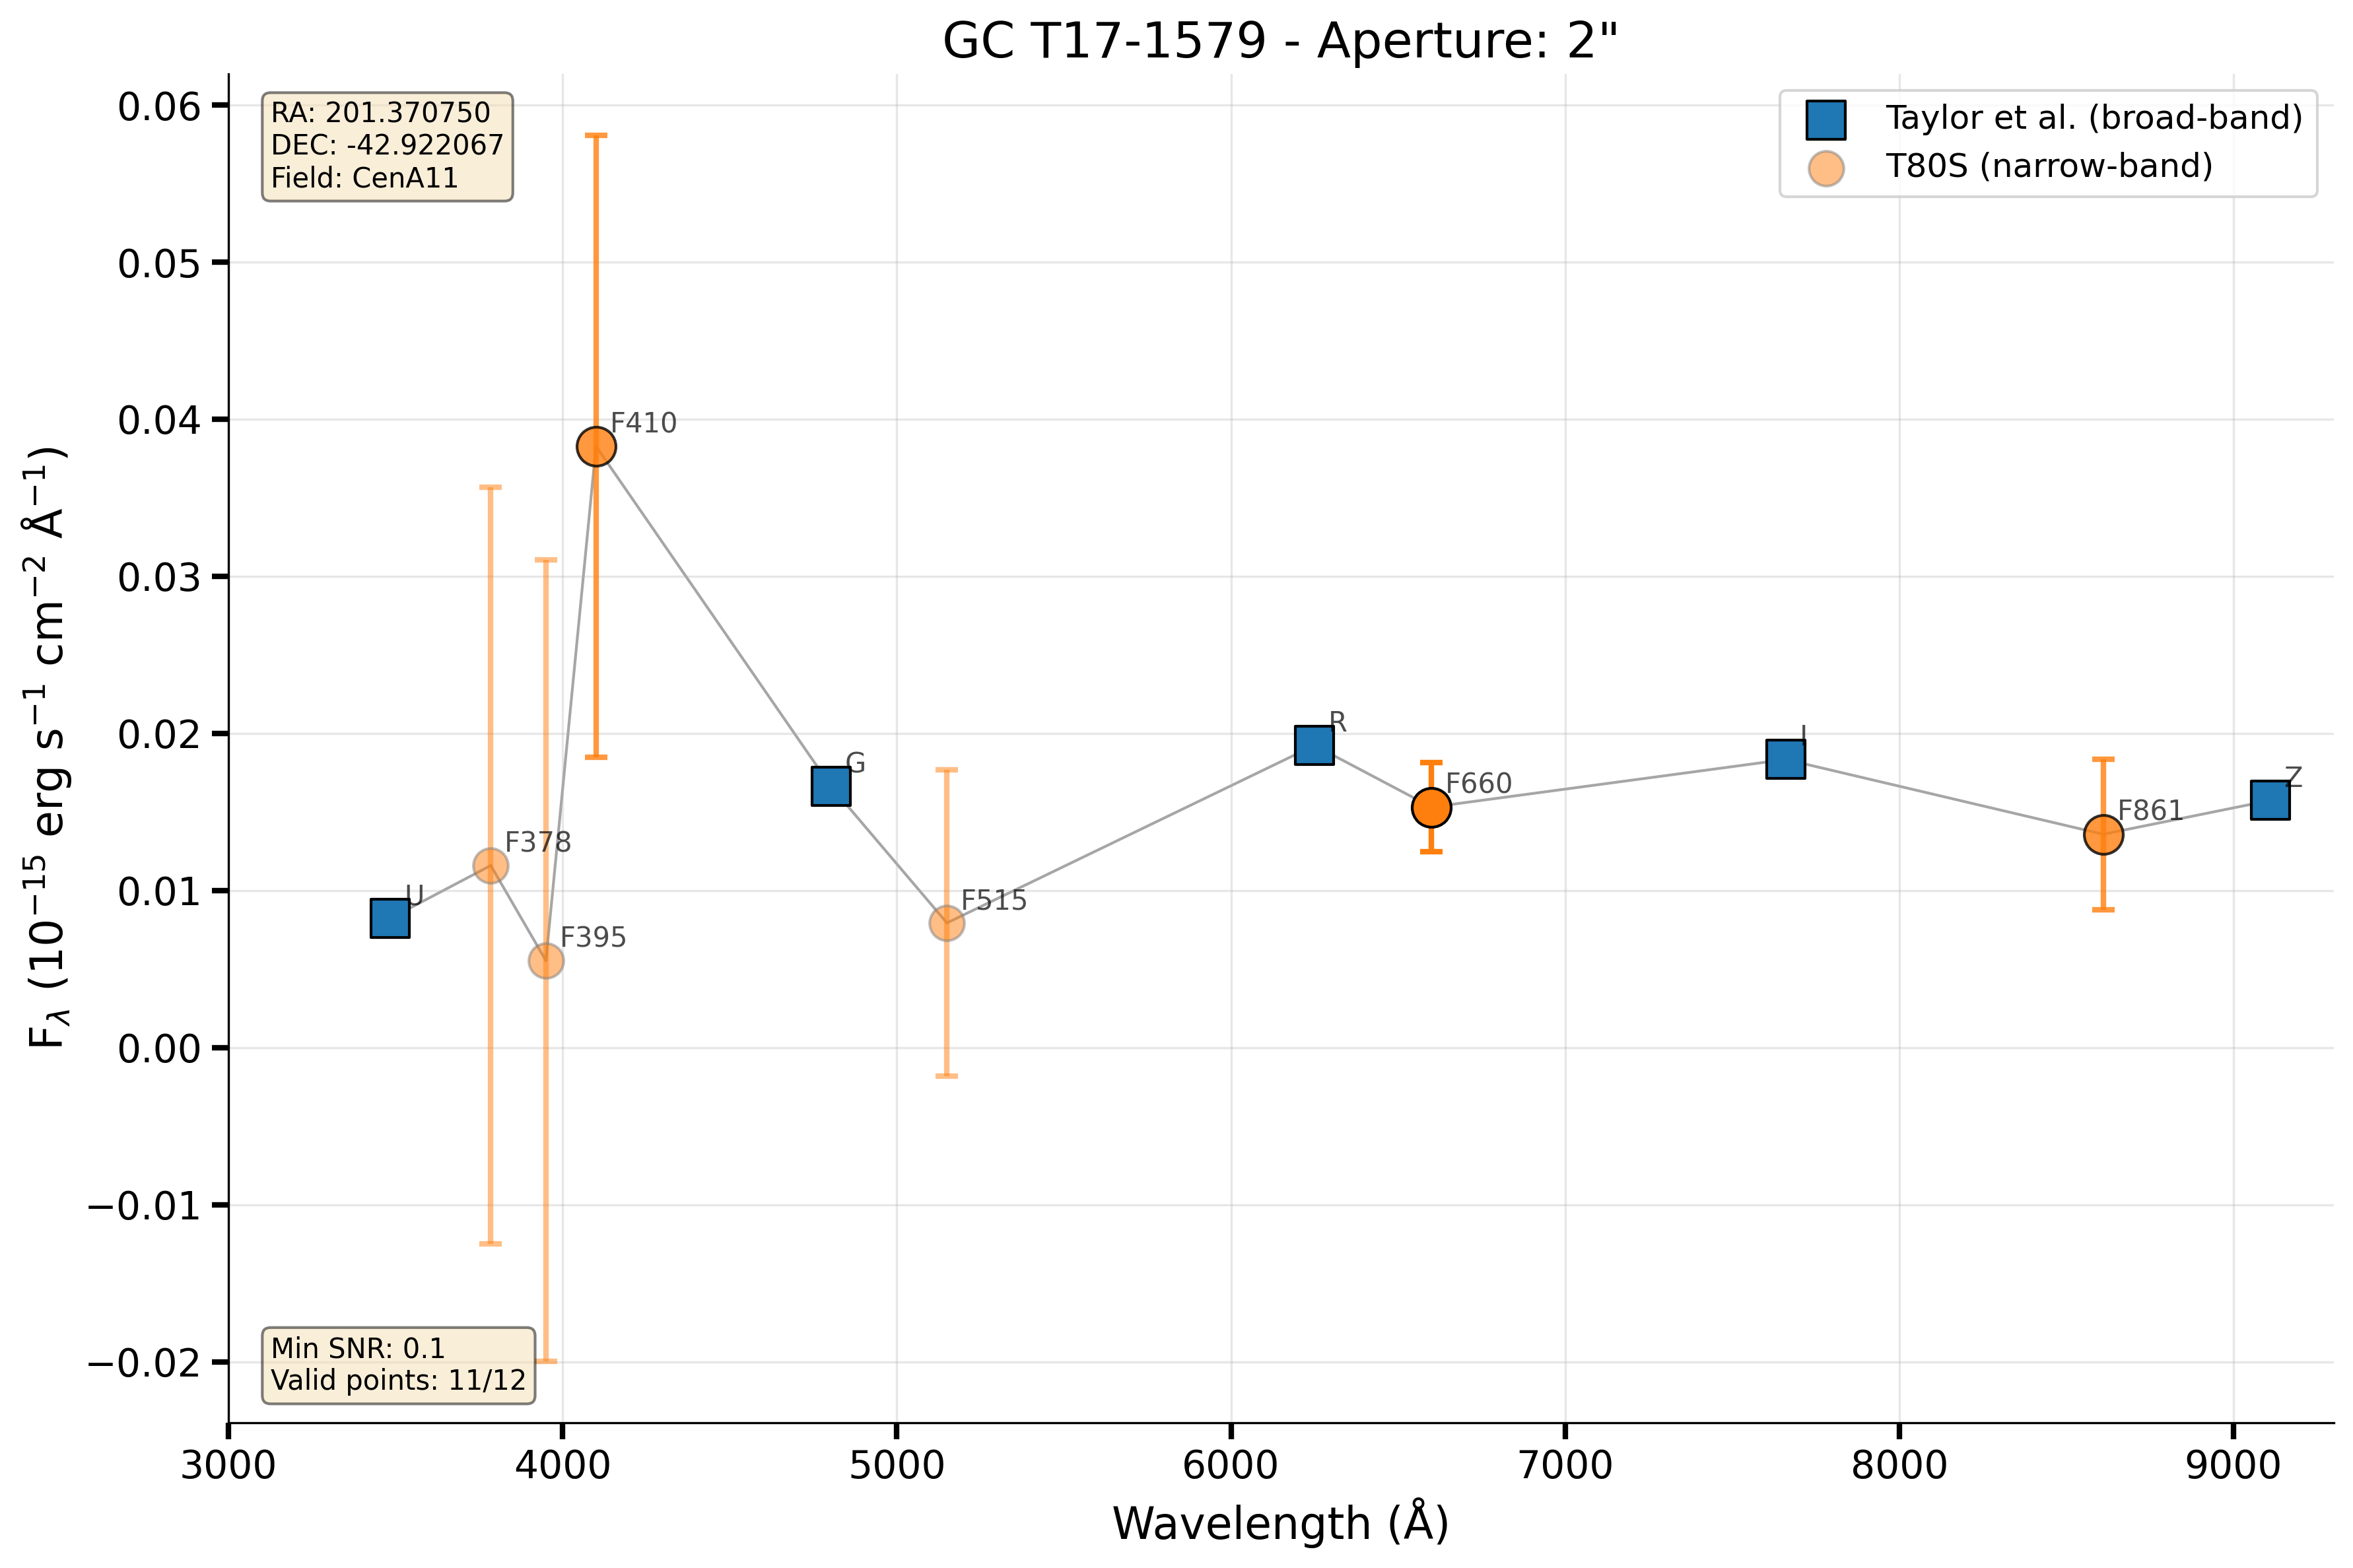 GC T17-1579 - Aperture: 2"
RA: 201.370750
DEC: -42.922067
Field: CenA11
Taylor et al. (broad-band)
T80S (narrow-band)
0.06
0.05
0.04
0.03
0.02
0.01
0.00
−0.01
−0.02
F410
R
G
I
Z
F660
F861
F378
U
F515
F395
Min SNR: 0.1
Valid points: 11/12
3000 4000 5000 6000 7000 8000 9000
Wavelength (Å)
Fλ (10⁻¹⁵ erg s⁻¹ cm⁻² Å⁻¹)